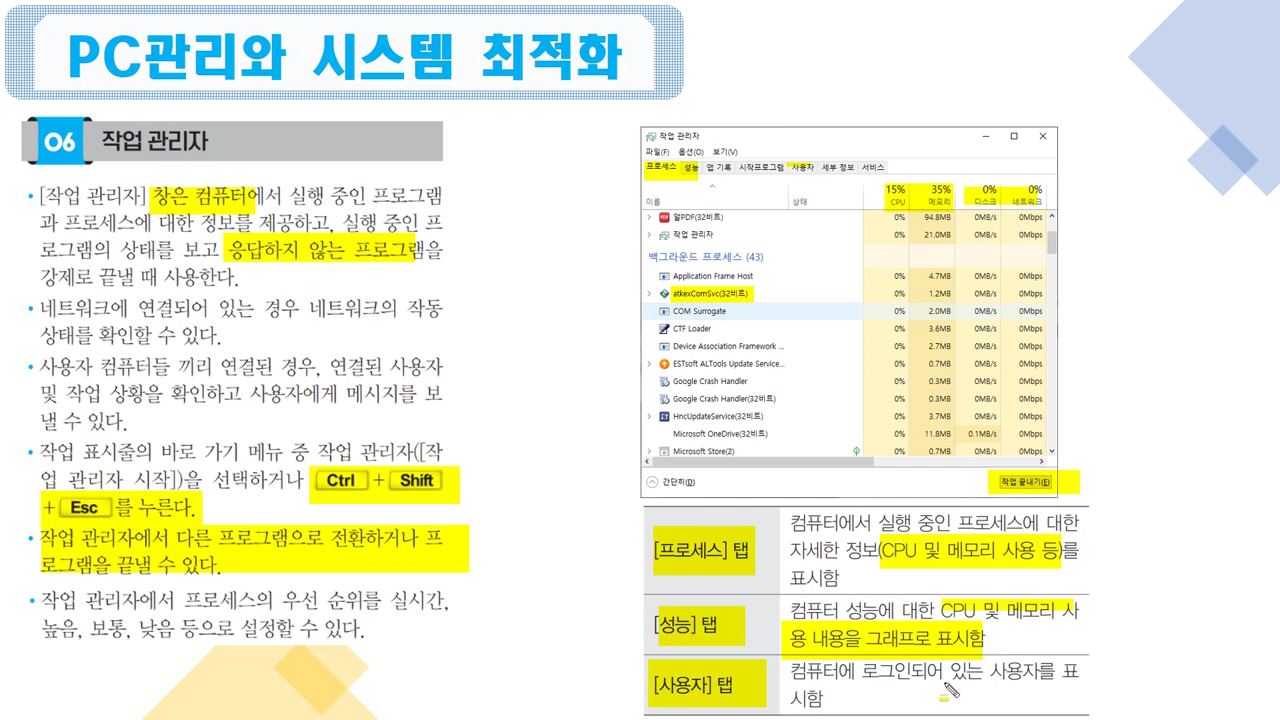 PC관리와 시스템 최적화
06 작업 관리자
• [작업 관리자] 창은 컴퓨터에서 실행 중인 프로그램
과 프로세스에 대한 정보를 제공하고, 실행 중인 프
로그램의 상태를 보고 응답하지 않는 프로그램을
강제로 끝낼 때 사용한다.
• 네트워크에 연결되어 있는 경우 네트워크의 작동
상태를 확인할 수 있다.
• 사용자 컴퓨터들 끼리 연결된 경우, 연결된 사용자
및 작업 상황을 확인하고 사용자에게 메시지를 보
낼 수 있다.
• 작업 표시줄의 바로 가기 메뉴 중 작업 관리자([작
업 관리자 시작])을 선택하거나 Ctrl + Shift
+ Esc 를 누른다.
• 작업 관리자에서 다른 프로그램으로 전환하거나 프
로그램을 끝낼 수 있다.
• 작업 관리자에서 프로세스의 우선 순위를 실시간,
높음, 보통, 낮음 등으로 설정할 수 있다.
작업 관리자
파일(F) 옵션(O) 보기(V)
프로세스 성능 앱 기록 시작프로그램 사용자 세부 정보 서비스
15% 35% 0% 0%
이름 상태 CPU 메모리 디스크 네트워크
알PDF(32비트) 0% 94.8MB 0MB/s 0Mbps
작업 관리자 0% 21.0MB 0MB/s 0Mbps
백그라운드 프로세스 (43)
Application Frame Host 0% 4.7MB 0MB/s 0Mbps
atkexComSvc(32비트) 0% 1.2MB 0MB/s 0Mbps
COM Surrogate 0% 2.0MB 0MB/s 0Mbps
CTF Loader 0% 3.6MB 0MB/s 0Mbps
Device Association Framework ... 0% 2.7MB 0MB/s 0Mbps
ESTsoft ALTools Update Service... 0% 0.7MB 0MB/s 0Mbps
Google Crash Handler 0% 0.3MB 0MB/s 0Mbps
Google Crash Handler(32비트) 0% 0.3MB 0MB/s 0Mbps
HncUpdateService(32비트) 0% 3.7MB 0MB/s 0Mbps
Microsoft OneDrive(32비트) 0% 11.8MB 0.1MB/s 0Mbps
Microsoft Store(2) 0% 0.7MB 0MB/s 0Mbps
간단히(D) 작업 끝내기(E)
[프로세스] 탭
컴퓨터에서 실행 중인 프로세스에 대한
자세한 정보(CPU 및 메모리 사용 등)를
표시함
[성능] 탭
컴퓨터 성능에 대한 CPU 및 메모리 사
용 내용을 그래프로 표시함
[사용자] 탭
컴퓨터에 로그인되어 있는 사용자를 표
시함